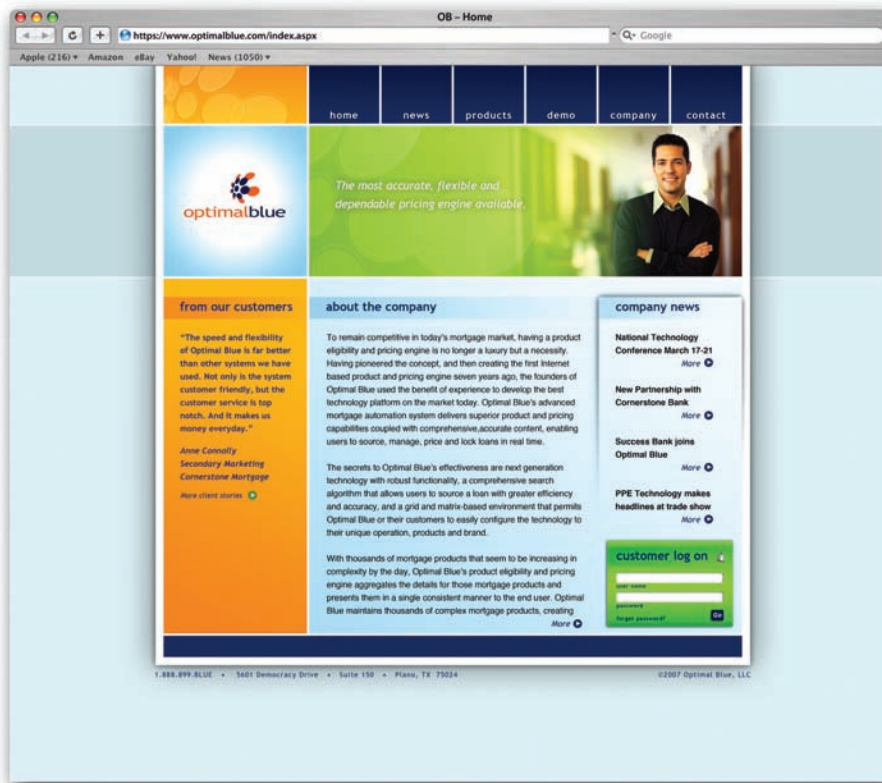 OB – Home
https://www.optimalblue.com/index.aspx
Google
Apple (216) Amazon eBay Yahoo! News (1050)
home news products demo company contact
optimalblue
The most accurate, flexible and
dependable pricing engine available.
from our customers
"The speed and flexibility
of Optimal Blue is far better
than other systems we have
used. Not only is the system
customer friendly, but the
customer service is top
notch. And it makes us
money everyday."
Anne Connolly
Secondary Marketing
Cornerstone Mortgage
More client stories
about the company
To remain competitive in today's mortgage market, having a product
eligibility and pricing engine is no longer a luxury but a necessity.
Having pioneered the concept, and then creating the first Internet
based product and pricing engine seven years ago, the founders of
Optimal Blue used the benefit of experience to develop the best
technology platform on the market today. Optimal Blue's advanced
mortgage automation system delivers superior product and pricing
capabilities coupled with comprehensive,accurate content, enabling
users to source, manage, price and lock loans in real time.
The secrets to Optimal Blue's effectiveness are next generation
technology with robust functionality, a comprehensive search
algorithm that allows users to source a loan with greater efficiency
and accuracy, and a grid and matrix-based environment that permits
Optimal Blue or their customers to easily configure the technology to
their unique operation, products and brand.
With thousands of mortgage products that seem to be increasing in
complexity by the day, Optimal Blue's product eligibility and pricing
engine aggregates the details for those mortgage products and
presents them in a single consistent manner to the end user. Optimal
Blue maintains thousands of complex mortgage products, creating
More
company news
National Technology
Conference March 17-21
More
New Partnership with
Cornerstone Bank
More
Success Bank joins
Optimal Blue
More
PPE Technology makes
headlines at trade show
More
customer log on
user name
password
forgot password?
Go
1.888.899.BLUE • 5601 Democracy Drive • Suite 150 • Plano, TX 75024
©2007 Optimal Blue, LLC